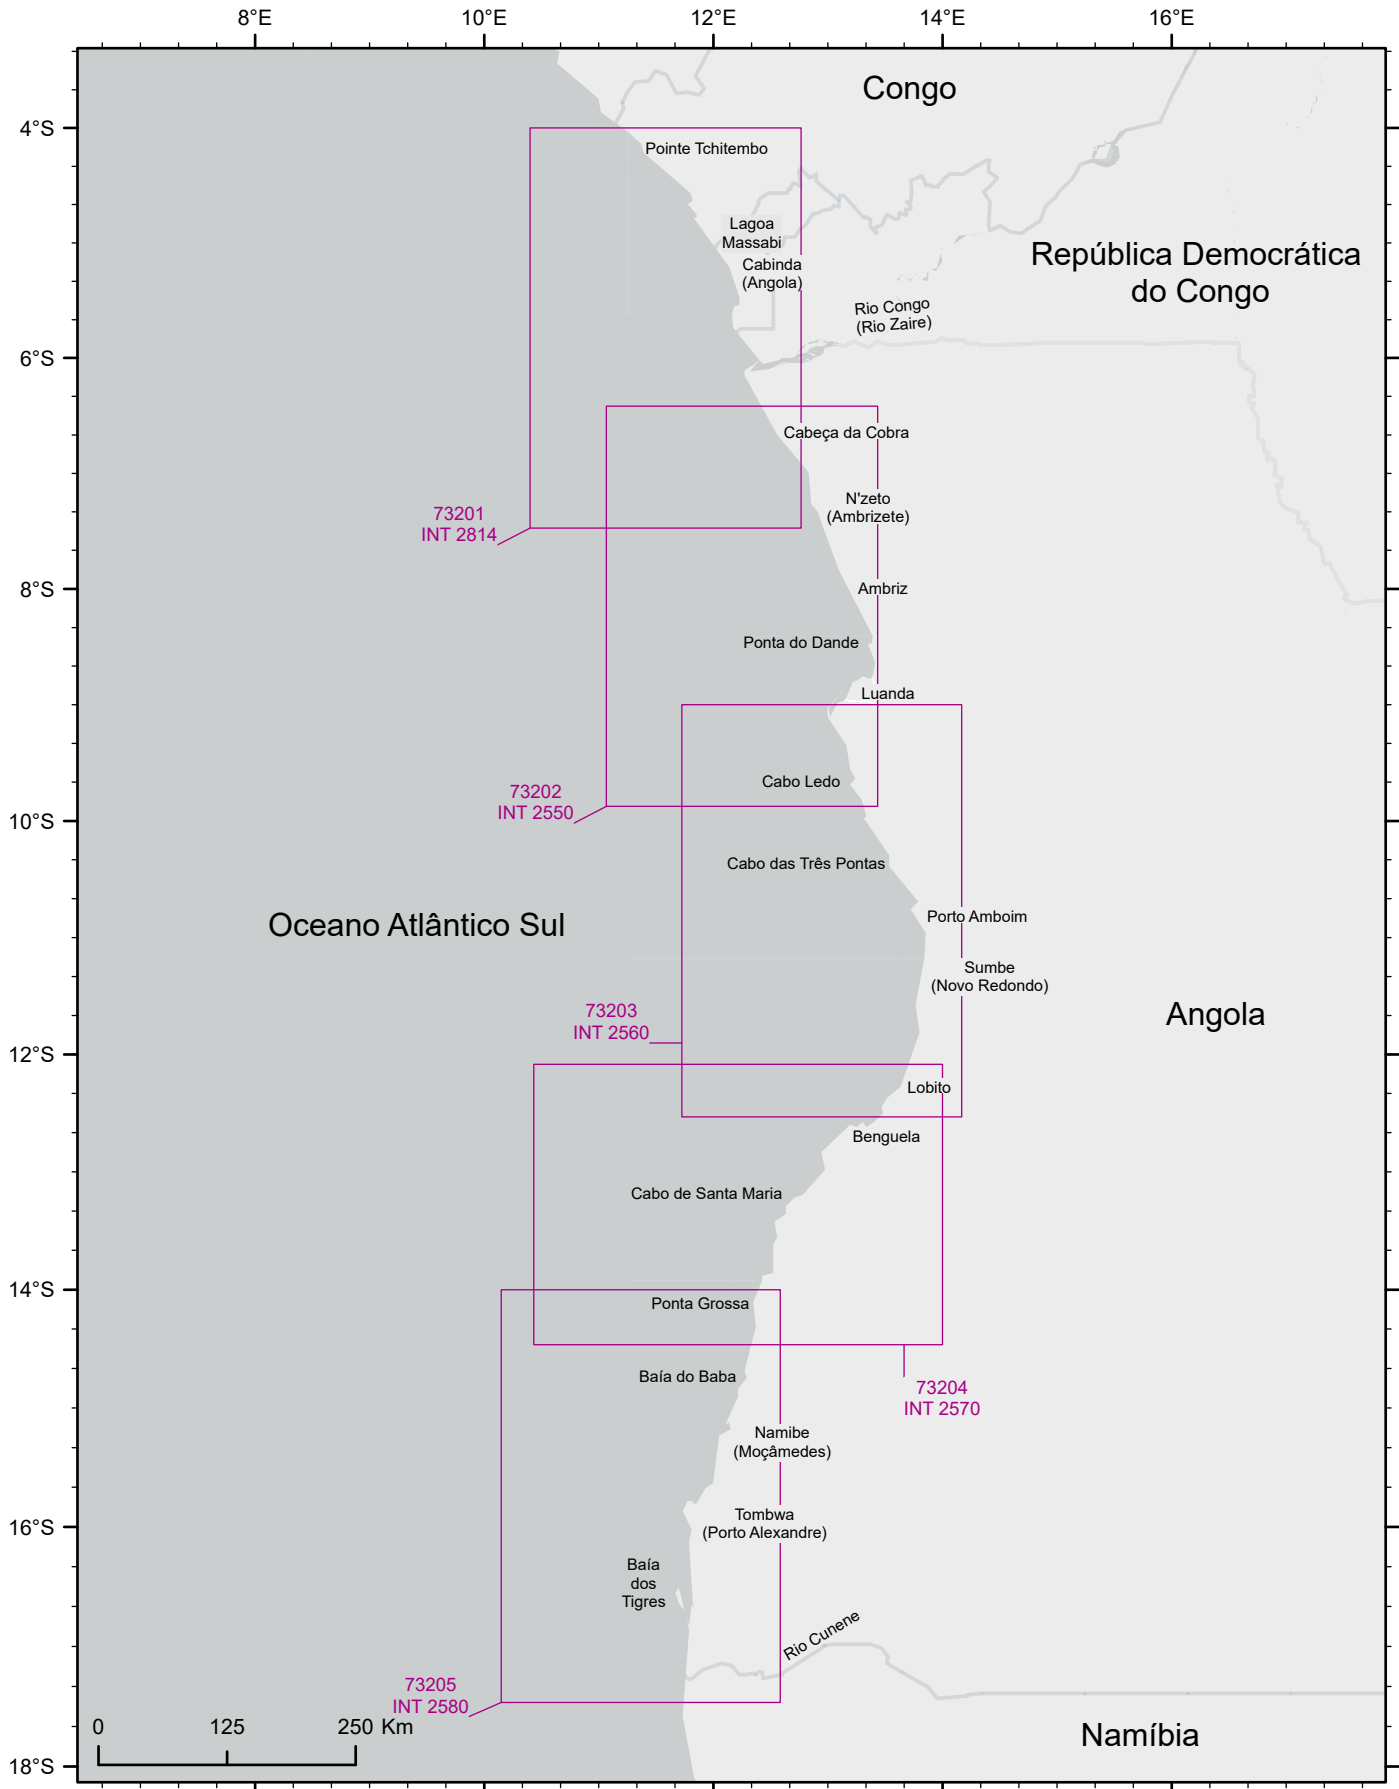 8°E
10°E
12°E
14°E
16°E
Congo
4°S
Pointe Tchitembo
Lagoa
Massabi
República Democrática
do Congo
Cabinda
(Angola)
Rio Congo
(Rio Zaire)
6°S
Cabeça da Cobra
N'zeto
(Ambrizete)
73201
INT 2814
8°S
Ambriz
Ponta do Dande
Luanda
Cabo Ledo
73202
INT 2550
10°S
Cabo das Três Pontas
Oceano Atlântico Sul
Porto Amboim
Sumbe
(Novo Redondo)
73203
INT 2560
Angola
12°S
Lobito
Benguela
Cabo de Santa Maria
14°S
Ponta Grossa
Baía do Baba
73204
INT 2570
Namibe
(Moçâmedes)
16°S
Tombwa
(Porto Alexandre)
Baía
dos
Tigres
Rio Cunene
73205
INT 2580
0
125
250 Km
Namíbia
18°S